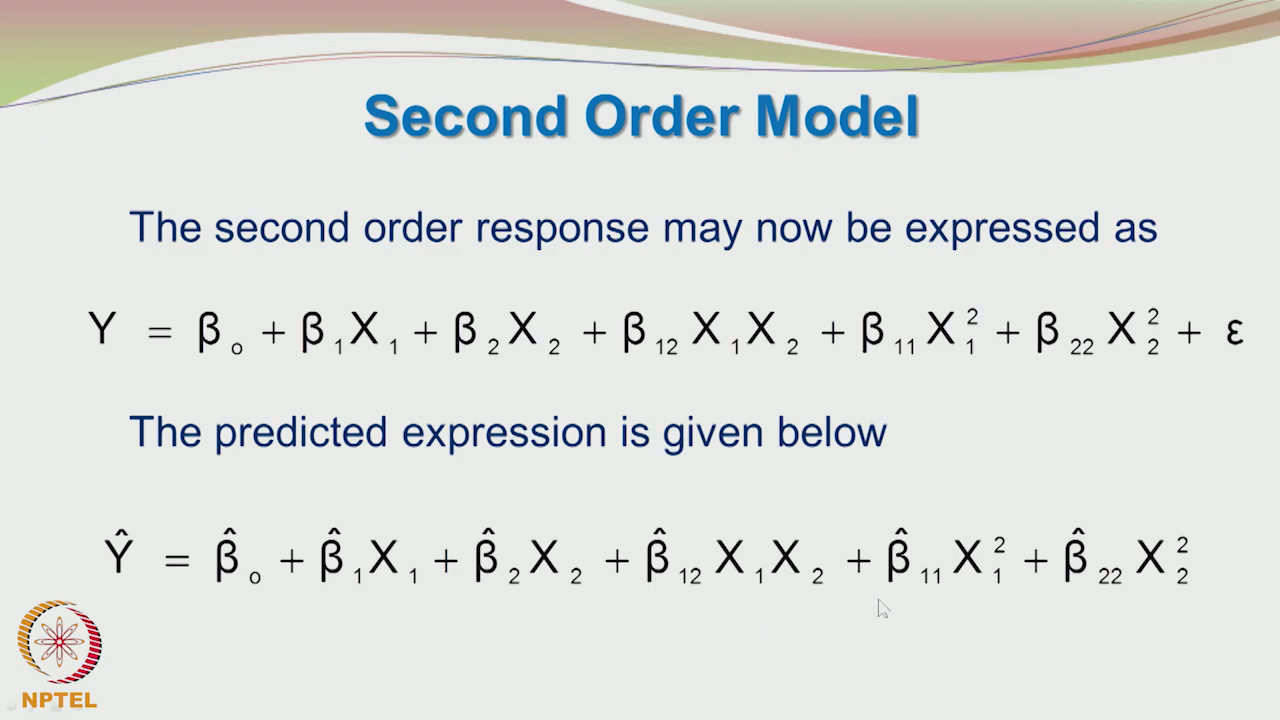 Second Order Model
The second order response may now be expressed as
Y = β₀ + β₁X₁ + β₂X₂ + β₁₂X₁X₂ + β₁₁X₁² + β₂₂X₂² + ε
The predicted expression is given below
Ŷ = β̂₀ + β̂₁X₁ + β̂₂X₂ + β̂₁₂X₁X₂ + β̂₁₁X₁² + β̂₂₂X₂²
NPTEL